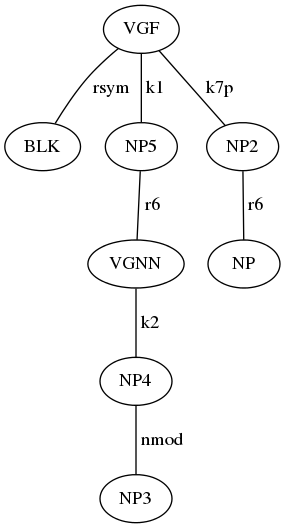 VGF
rsym k1 k7p
BLK NP5 NP2
r6 r6
VGNN NP
k2
NP4
nmod
NP3